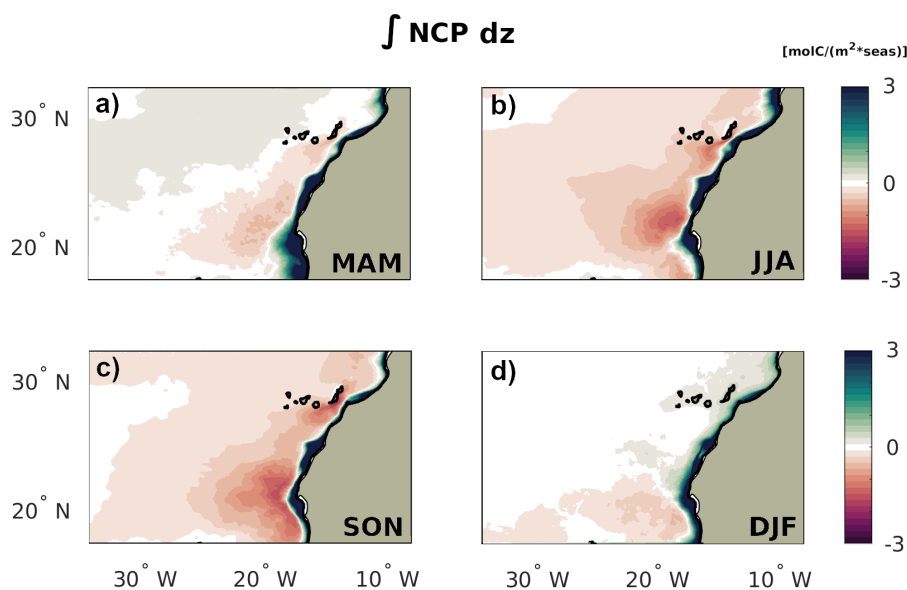 ∫ NCP dz
[molC/(m²*seas)]
a)
MAM
30° N
20° N
b)
JJA
3
0
-3
c)
SON
30° N
20° N
30° W
20° W
10° W
d)
DJF
30° W
20° W
10° W
3
0
-3